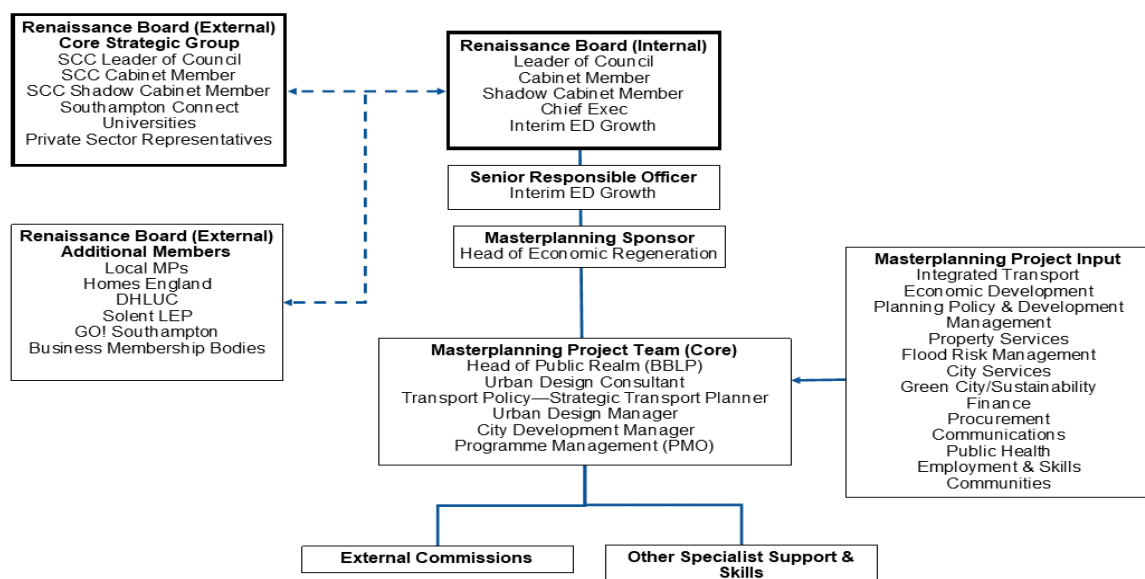 Renaissance Board (External)
Core Strategic Group
SCC Leader of Council
SCC Cabinet Member
SCC Shadow Cabinet Member
Southampton Connect
Universities
Private Sector Representatives
Renaissance Board (Internal)
Leader of Council
Cabinet Member
Shadow Cabinet Member
Chief Exec
Interim ED Growth
Senior Responsible Officer
Interim ED Growth
Masterplanning Sponsor
Head of Economic Regeneration
Renaissance Board (External)
Additional Members
Local MPs
Homes England
DHLUC
Solent LEP
GO! Southampton
Business Membership Bodies
Masterplanning Project Team (Core)
Head of Public Realm (BBLP)
Urban Design Consultant
Transport Policy—Strategic Transport Planner
Urban Design Manager
City Development Manager
Programme Management (PMO)
Masterplanning Project Input
Integrated Transport
Economic Development
Planning Policy & Development
Management
Property Services
Flood Risk Management
City Services
Green City/Sustainability
Finance
Procurement
Communications
Public Health
Employment & Skills
Communities
External Commissions
Other Specialist Support &
Skills